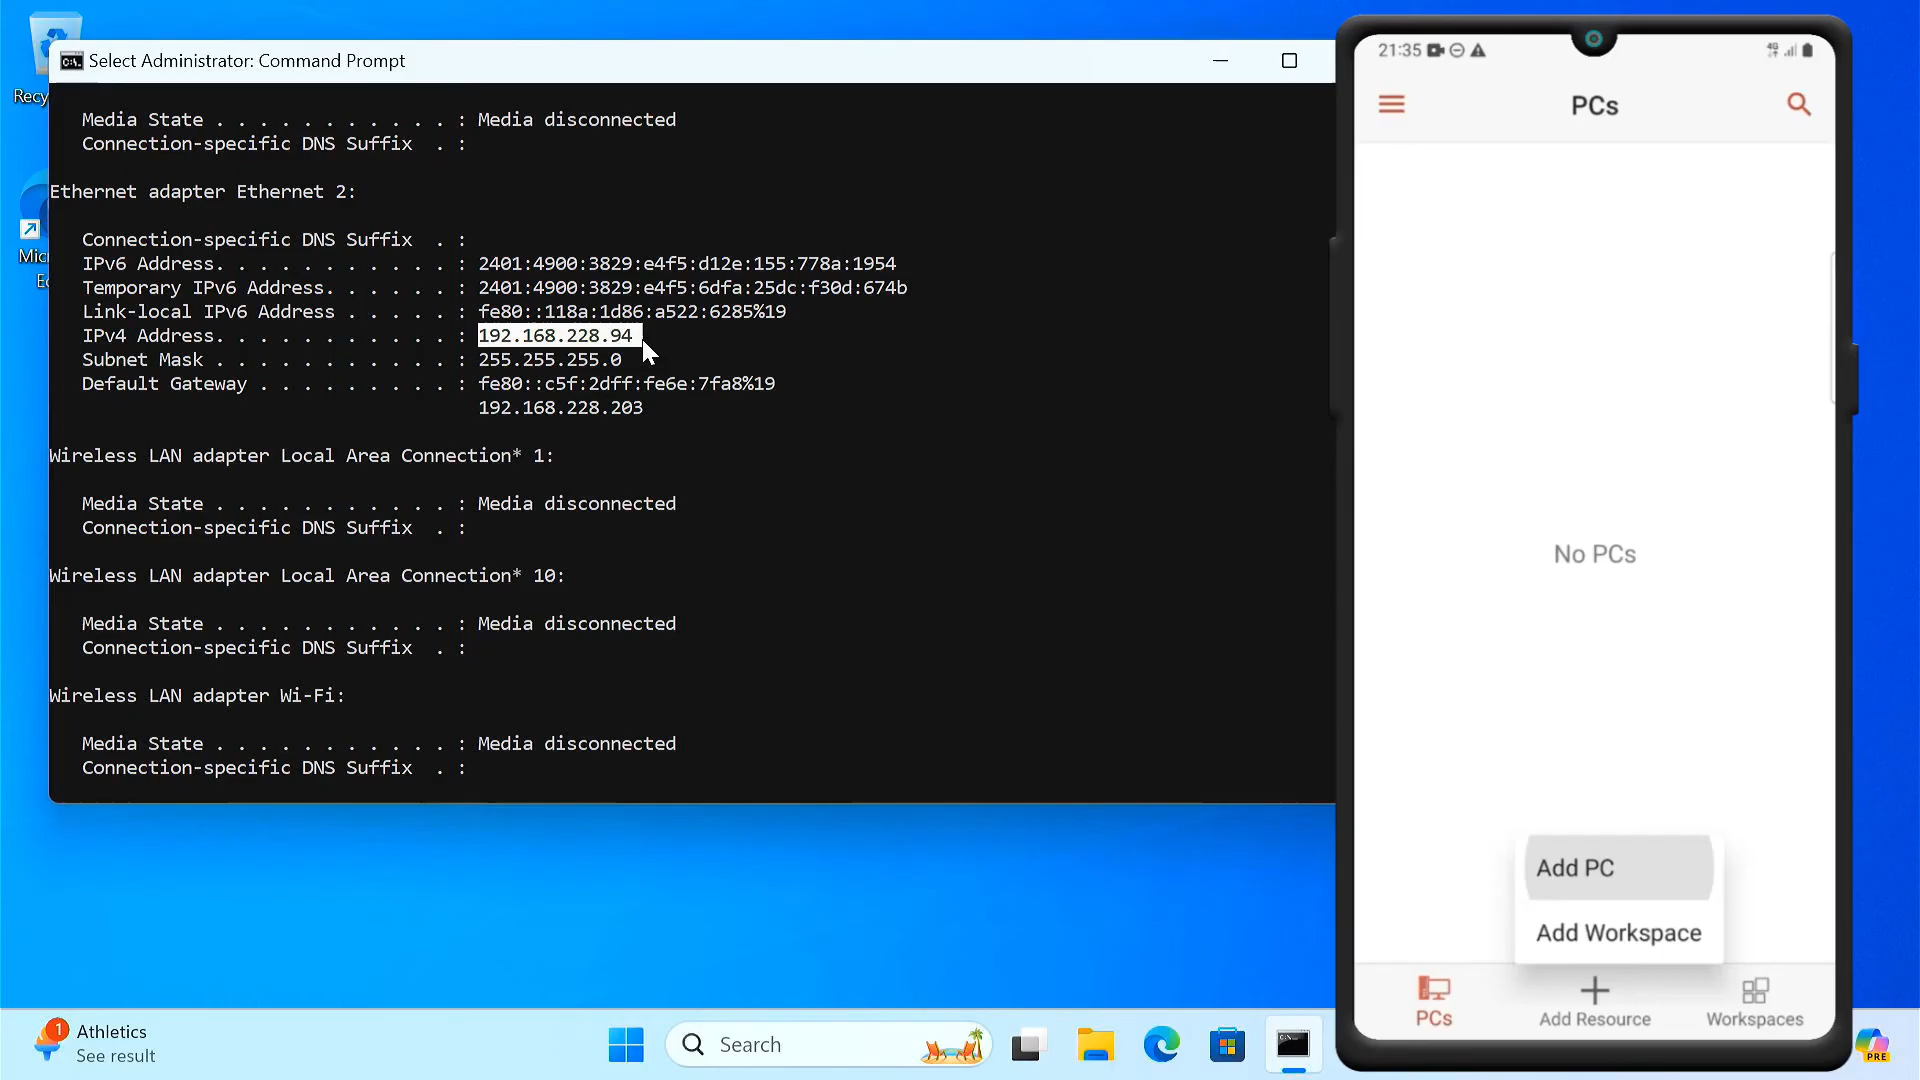 Recy
Mic
Ec
Select Administrator: Command Prompt
Media State . . . . . . . . . . . : Media disconnected
Connection-specific DNS Suffix  . :
Ethernet adapter Ethernet 2:
Connection-specific DNS Suffix  . :
IPv6 Address. . . . . . . . . . . : 2401:4900:3829:e4f5:d12e:155:778a:1954
Temporary IPv6 Address. . . . . . : 2401:4900:3829:e4f5:6dfa:25dc:f30d:674b
Link-local IPv6 Address . . . . . : fe80::118a:1d86:a522:6285%19
IPv4 Address. . . . . . . . . . . : 192.168.228.94
Subnet Mask . . . . . . . . . . . : 255.255.255.0
Default Gateway . . . . . . . . . : fe80::c5f:2dff:fe6e:7fa8%19
192.168.228.203
Wireless LAN adapter Local Area Connection* 1:
Media State . . . . . . . . . . . : Media disconnected
Connection-specific DNS Suffix  . :
Wireless LAN adapter Local Area Connection* 10:
Media State . . . . . . . . . . . : Media disconnected
Connection-specific DNS Suffix  . :
Wireless LAN adapter Wi-Fi:
Media State . . . . . . . . . . . : Media disconnected
Connection-specific DNS Suffix  . :
21:35
4G
PCs
No PCs
Add PC
Add Workspace
PCs
Add Resource
Workspaces
1
Athletics
See result
Search
PRE